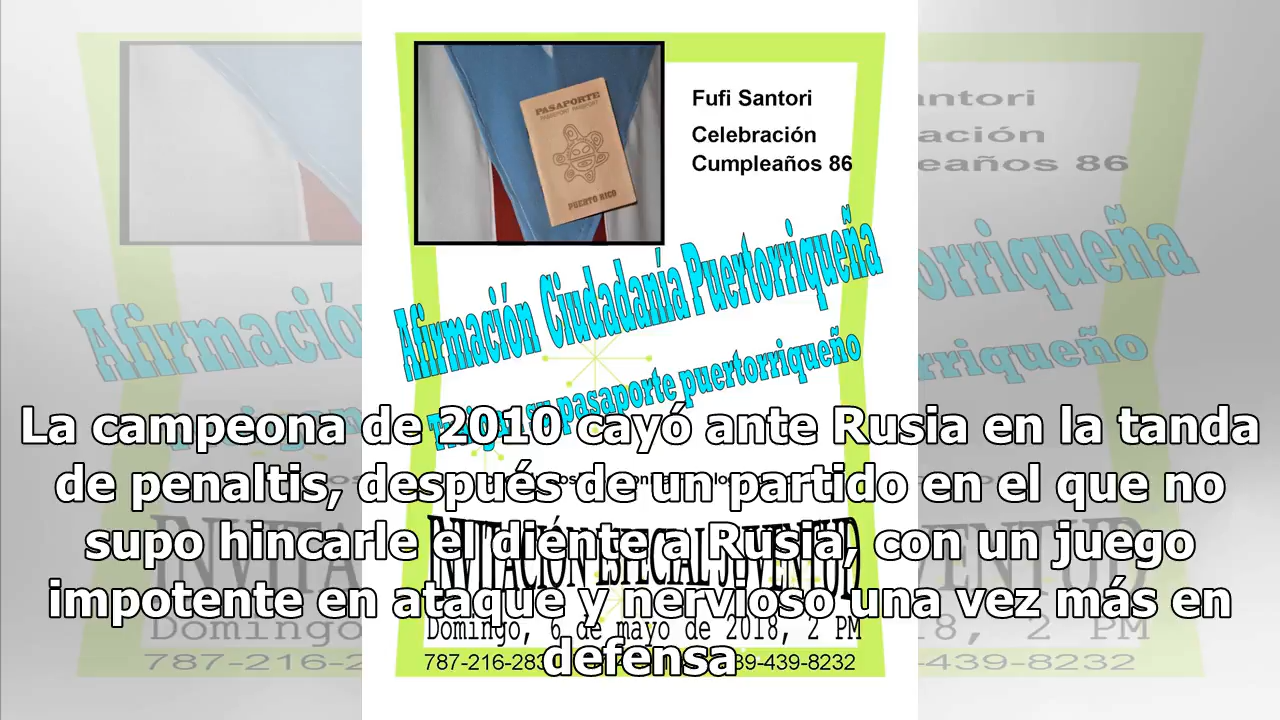 PASAPORTE
PUERTO RICO
Fufi Santori
Celebración
Cumpleaños 86
Afirmación Ciudadanía Puertorriqueña
su pasaporte puertorriqueño
La campeona de 2010 cayó ante Rusia en la tanda
de penaltis, después de un partido en el que no
supo hincarle el diente a Rusia, con un juego
impotente en ataque y nervioso una vez más en
defensa
INVITACIÓN ESPECIAL JUVENTUD
Domingo, 6 de mayo de 2018, 2 PM
787-216-283
39-439-8232